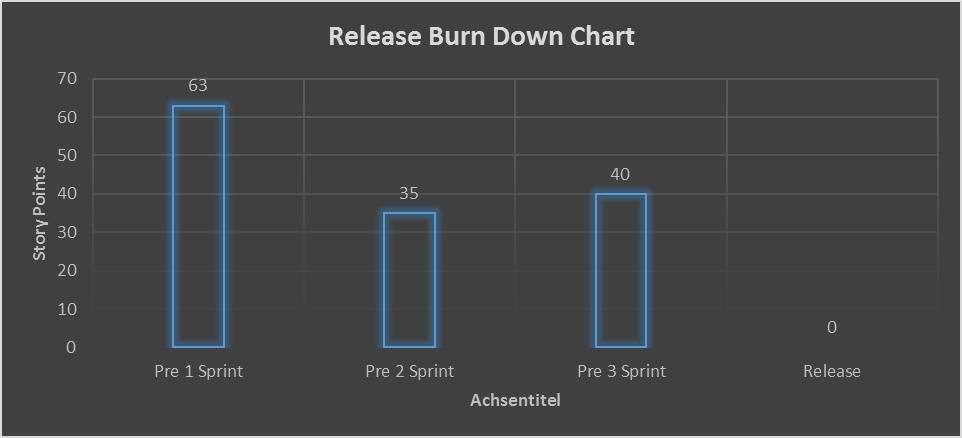 Release Burn Down Chart
Story Points
70
60
50
40
30
20
10
0
63
35
40
0
Pre 1 Sprint
Pre 2 Sprint
Pre 3 Sprint
Release
Achsentitel